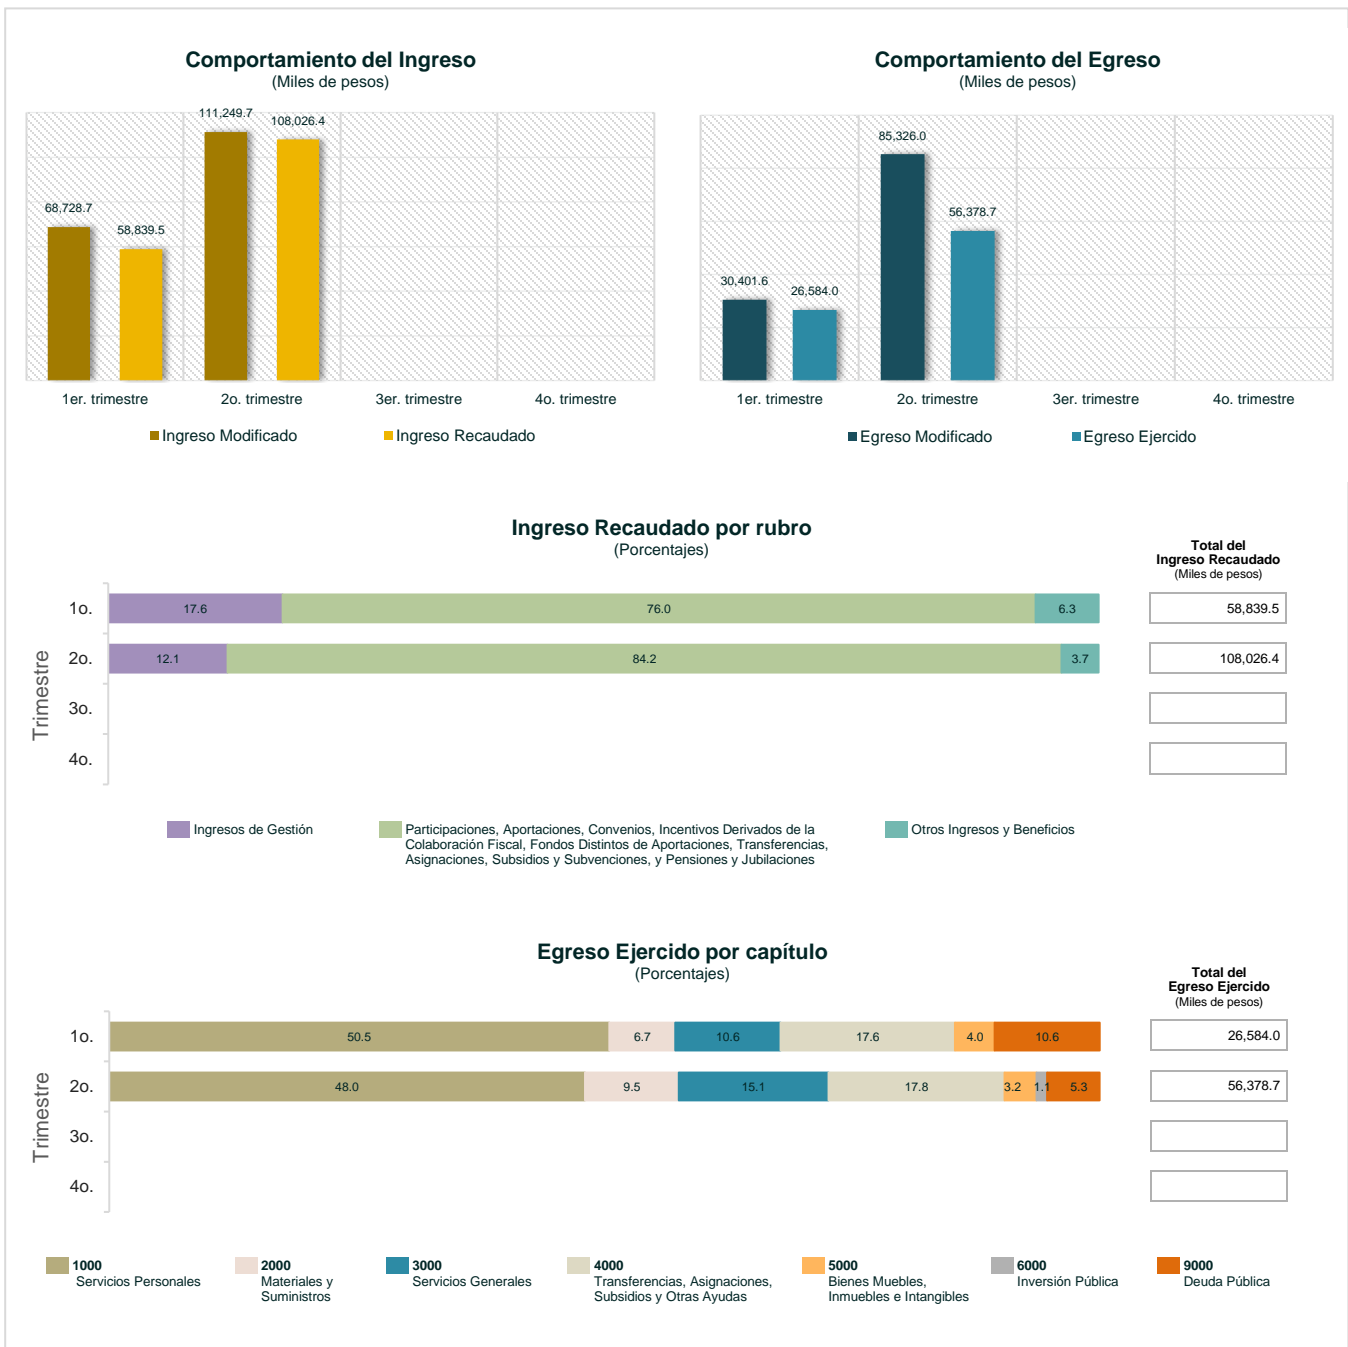 Comportamiento del Ingreso
(Miles de pesos)
111,249.7
108,026.4
68,728.7
58,839.5
1er. trimestre
2o. trimestre
3er. trimestre
4o. trimestre
Ingreso Modificado
Ingreso Recaudado
Comportamiento del Egreso
(Miles de pesos)
85,326.0
56,378.7
30,401.6
26,584.0
1er. trimestre
2o. trimestre
3er. trimestre
4o. trimestre
Egreso Modificado
Egreso Ejercido
Ingreso Recaudado por rubro
(Porcentajes)
Total del
Ingreso Recaudado
(Miles de pesos)
Trimestre
1o.
17.6
76.0
6.3
58,839.5
2o.
12.1
84.2
3.7
108,026.4
3o.
4o.
Ingresos de Gestión
Participaciones, Aportaciones, Convenios, Incentivos Derivados de la
Colaboración Fiscal, Fondos Distintos de Aportaciones, Transferencias,
Asignaciones, Subsidios y Subvenciones, y Pensiones y Jubilaciones
Otros Ingresos y Beneficios
Egreso Ejercido por capítulo
(Porcentajes)
Total del
Egreso Ejercido
(Miles de pesos)
Trimestre
1o.
50.5
6.7
10.6
17.6
4.0
10.6
26,584.0
2o.
48.0
9.5
15.1
17.8
3.2
1.1
5.3
56,378.7
3o.
4o.
1000
Servicios Personales
2000
Materiales y
Suministros
3000
Servicios Generales
4000
Transferencias, Asignaciones,
Subsidios y Otras Ayudas
5000
Bienes Muebles,
Inmuebles e Intangibles
6000
Inversión Pública
9000
Deuda Pública